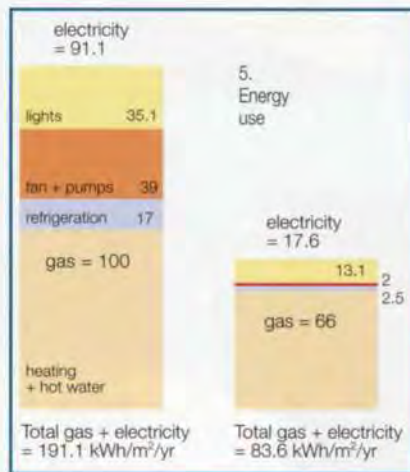 electricity
= 91.1
5.
Energy
use
lights 35.1
fan + pumps 39
refrigeration 17
gas = 100
heating
+ hot water
Total gas + electricity
= 191.1 kWh/m²/yr
electricity
= 17.6
13.1
2
2.5
gas = 66
Total gas + electricity
= 83.6 kWh/m²/yr